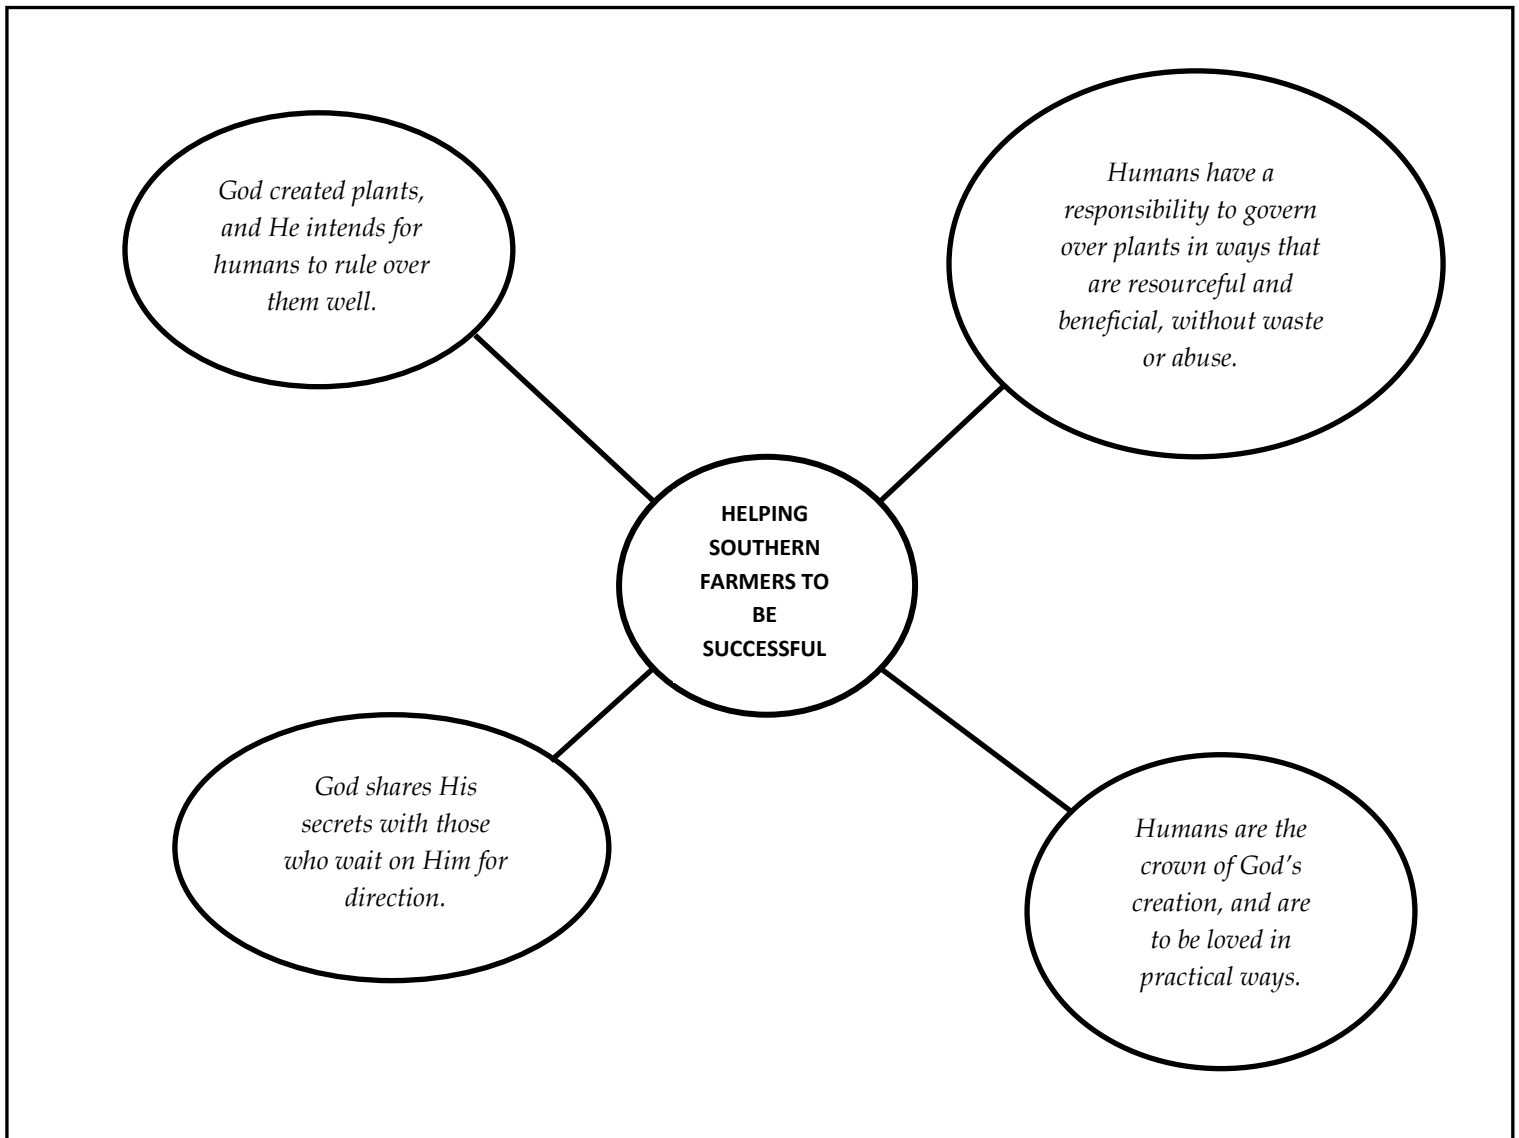 God created plants,
and He intends for
humans to rule over
them well.
Humans have a
responsibility to govern
over plants in ways that
are resourceful and
beneficial, without waste
or abuse.
HELPING
SOUTHERN
FARMERS TO
BE
SUCCESSFUL
God shares His
secrets with those
who wait on Him for
direction.
Humans are the
crown of God’s
creation, and are
to be loved in
practical ways.